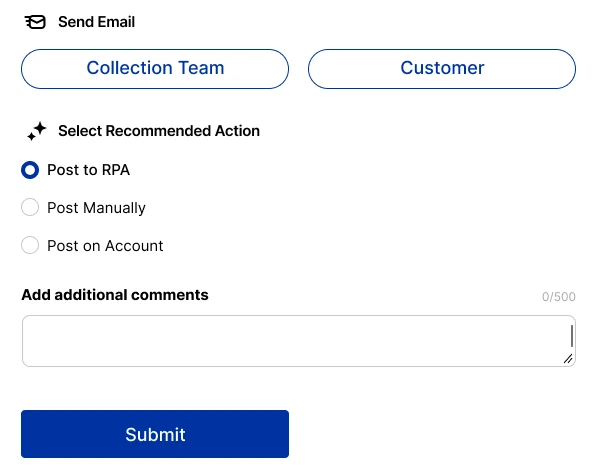 Send Email
Collection Team
Customer
Select Recommended Action
Post to RPA
Post Manually
Post on Account
Add additional comments
0/500
Submit